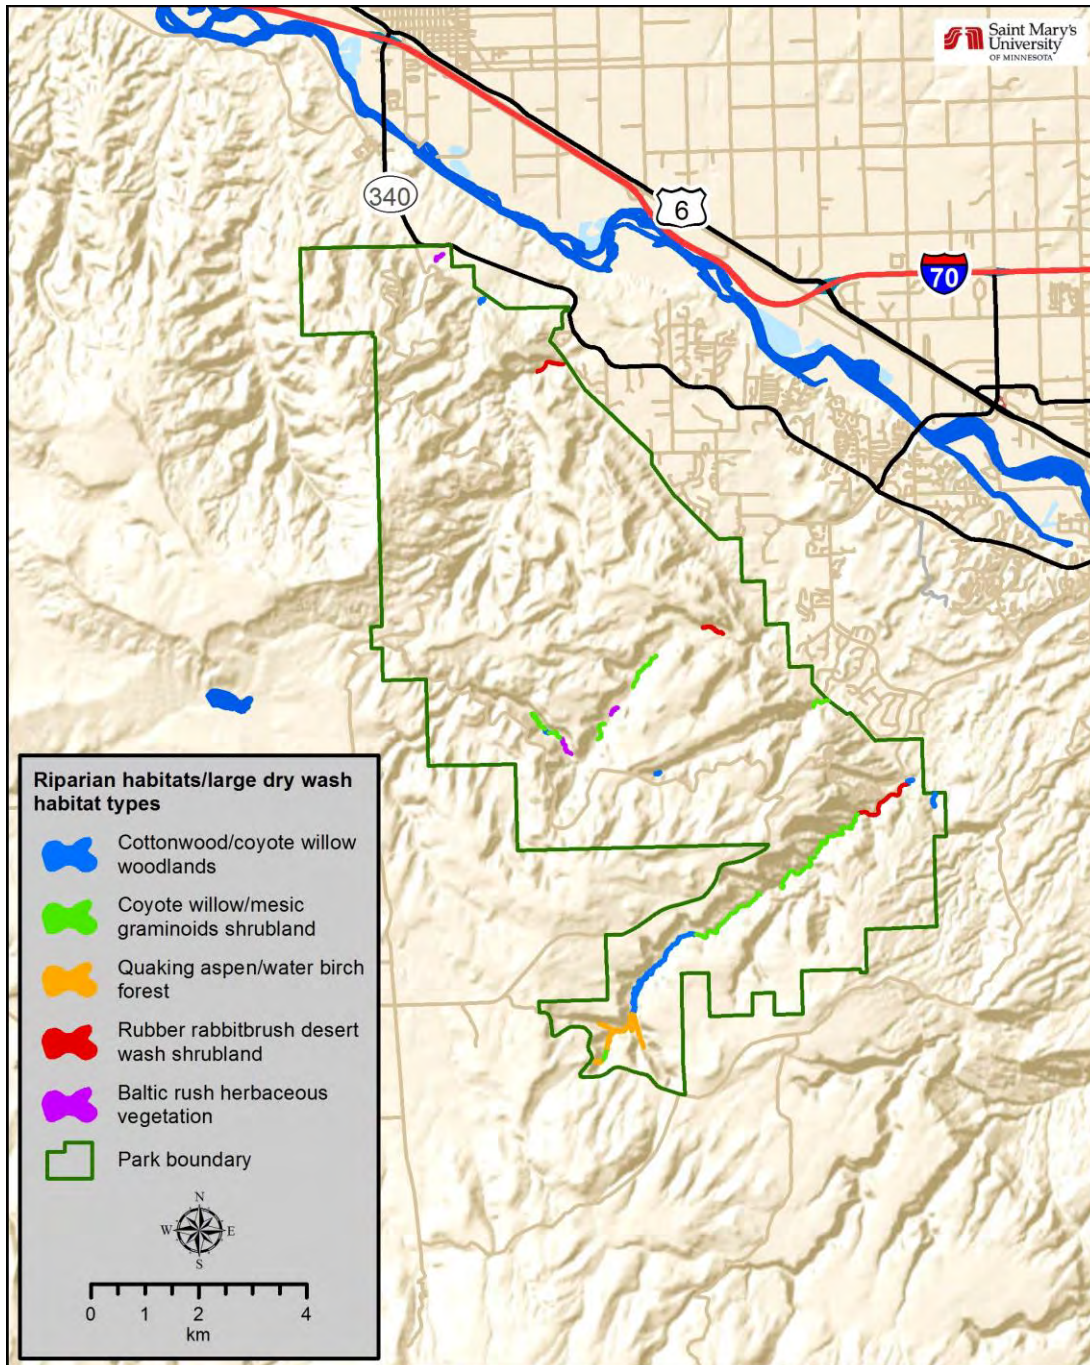 Saint Mary's
University
OF MINNESOTA
340
6
70
Riparian habitats/large dry wash
habitat types
Cottonwood/coyote willow
woodlands
Coyote willow/mesic
graminoids shrubland
Quaking aspen/water birch
forest
Rubber rabbitbrush desert
wash shrubland
Baltic rush herbaceous
vegetation
Park boundary
N
W E
S
0 1 2 4
km